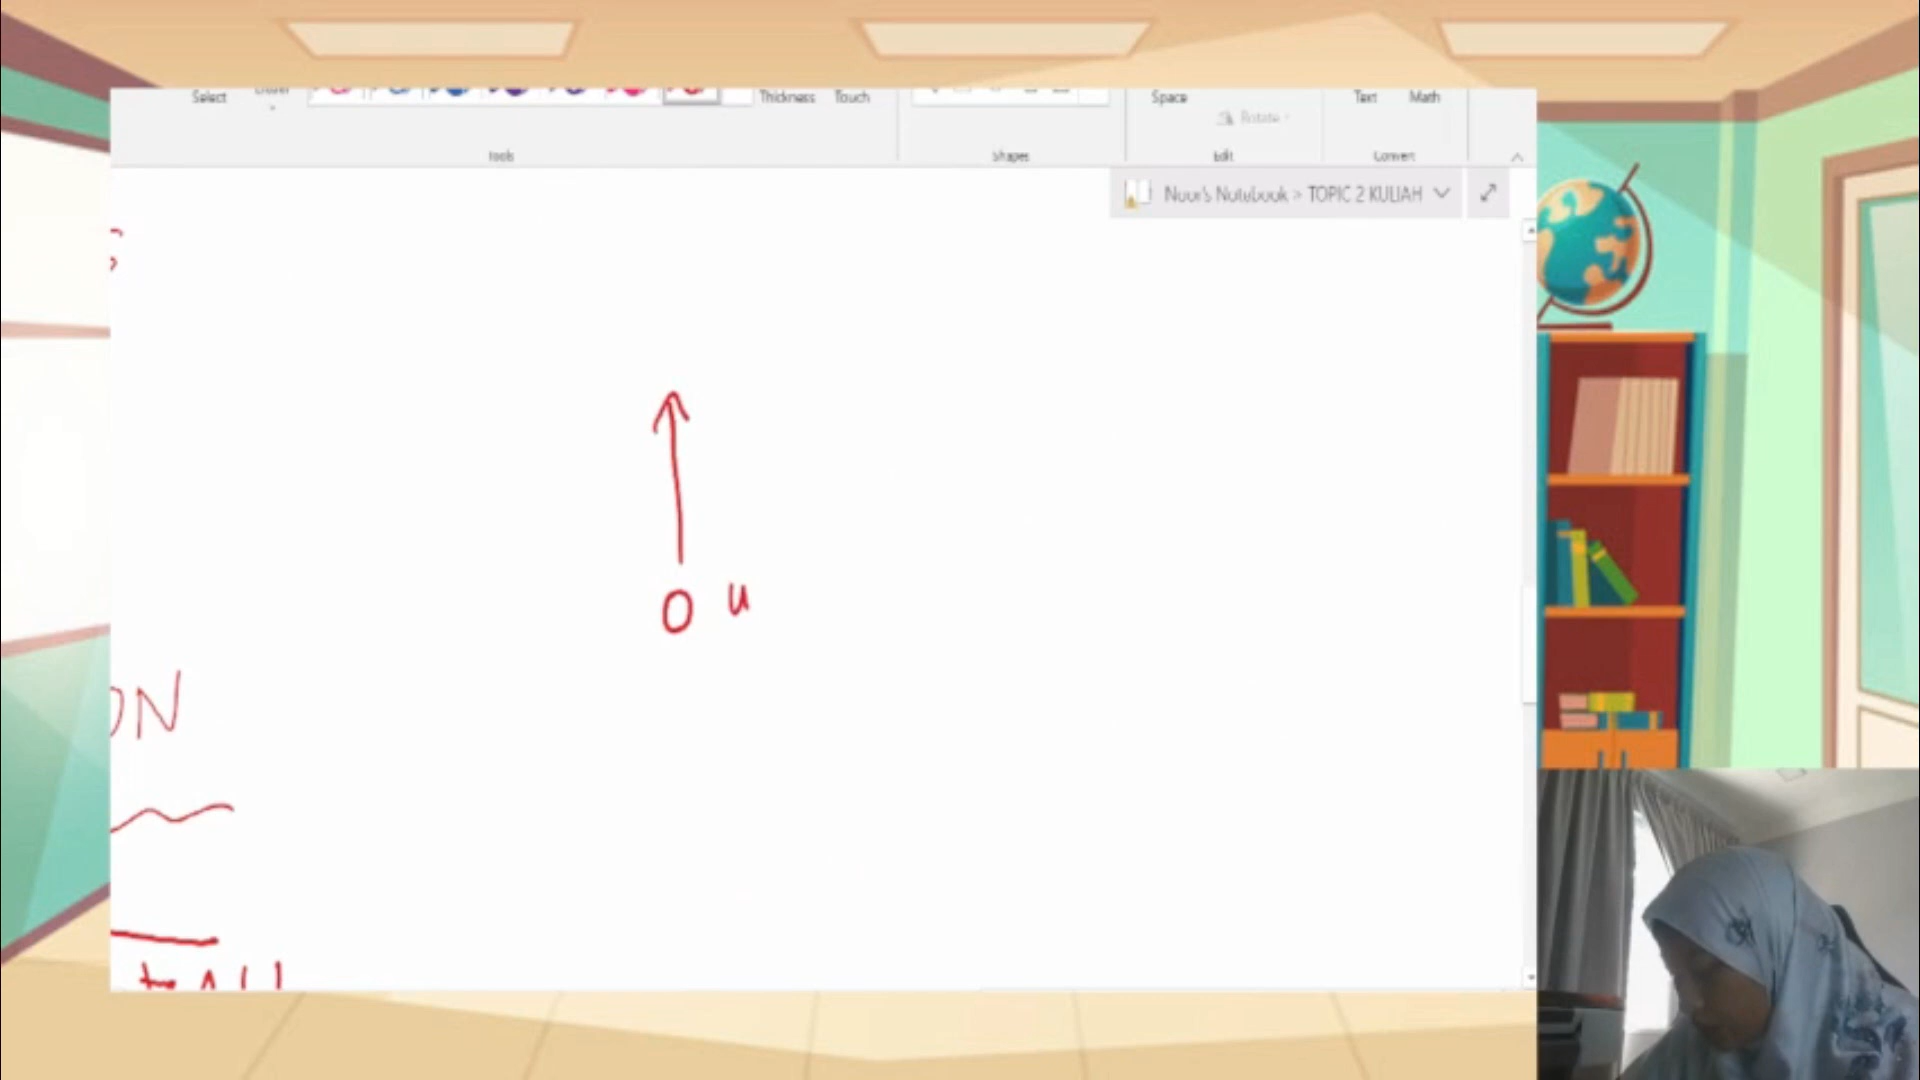 Select
Thickness Touch
Space
Text Math
Rotate
Tools
Shapes
Edit
Convert
Noor's Notebook > TOPIC 2 KULIAH
S
O u
ON